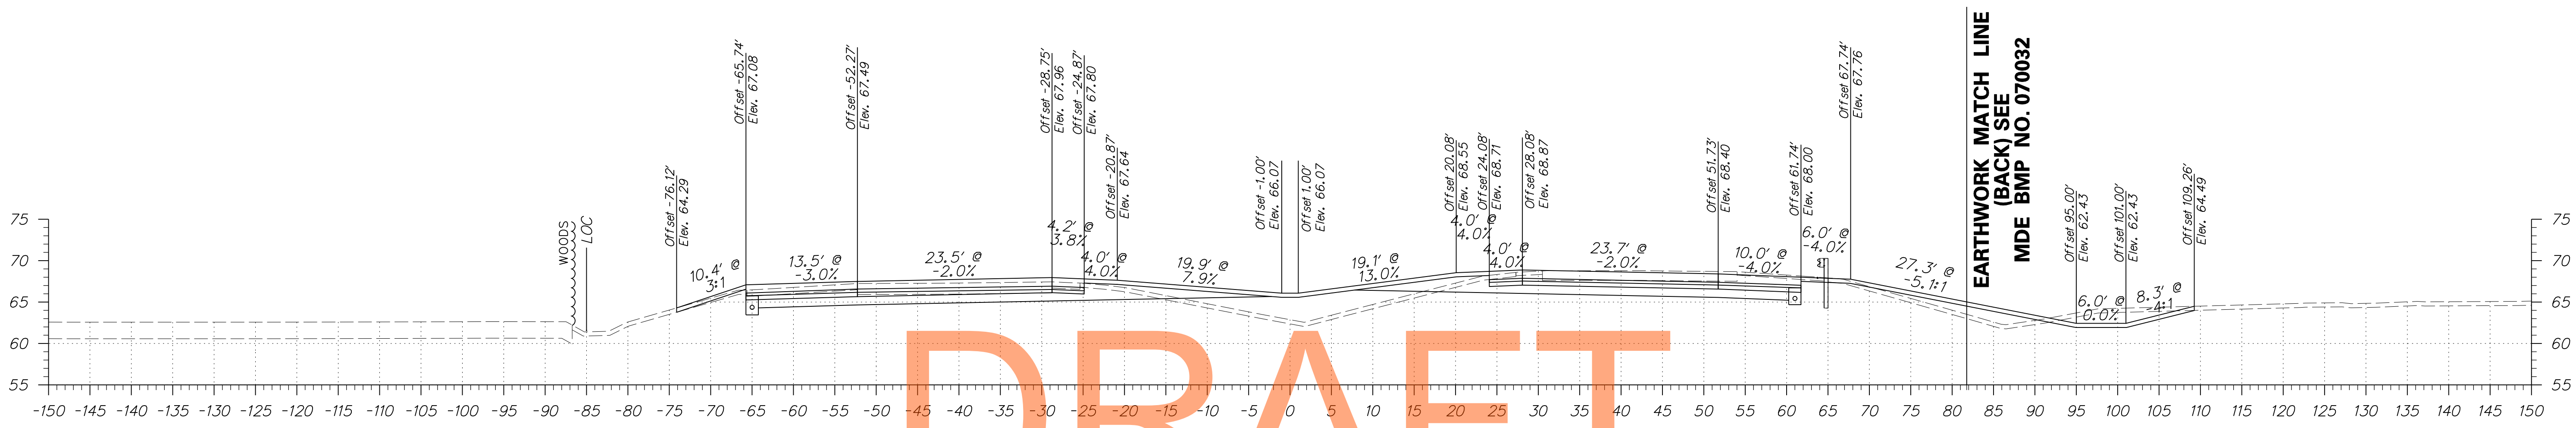 Offset -76.12'
Elev. 64.29
Offset -65.74'
Elev. 67.08
Offset -52.27'
Elev. 67.49
Offset -28.75'
Elev. 67.96
Offset -24.87'
Elev. 67.80
Offset -20.87'
Elev. 67.64
Offset -1.00'
Elev. 66.07
Offset 1.00'
Elev. 66.07
Offset 20.08'
Elev. 68.55
Offset 24.08'
Elev. 68.71
Offset 28.08'
Elev. 68.87
Offset 51.73'
Elev. 68.40
Offset 61.74'
Elev. 68.00
Offset 67.74'
Elev. 67.76
EARTHWORK MATCH LINE
(BACK) SEE
MDE BMP NO. 070032
Offset 95.00'
Elev. 62.43
Offset 101.00'
Elev. 62.43
Offset 109.26'
Elev. 64.49
WOODS
LOC
10.4' @
3:1
13.5' @
-3.0%
23.5' @
-2.0%
4.2' @
3.8%
4.0' @
4.0%
19.9' @
7.9%
19.1' @
13.0%
4.0' @
4.0%
4.0' @
4.0%
23.7' @
-2.0%
10.0' @
-4.0%
6.0' @
-4.0%
27.3' @
-5.1:1
6.0' @
0.0%
8.3' @
-4:1
75
70
65
60
55
75
70
65
60
55
-150 -145 -140 -135 -130 -125 -120 -115 -110 -105 -100 -95 -90 -85 -80 -75 -70 -65 -60 -55 -50 -45 -40 -35 -30 -25 -20 -15 -10 -5 0 5 10 15 20 25 30 35 40 45 50 55 60 65 70 75 80 85 90 95 100 105 110 115 120 125 130 135 140 145 150
DRAFT